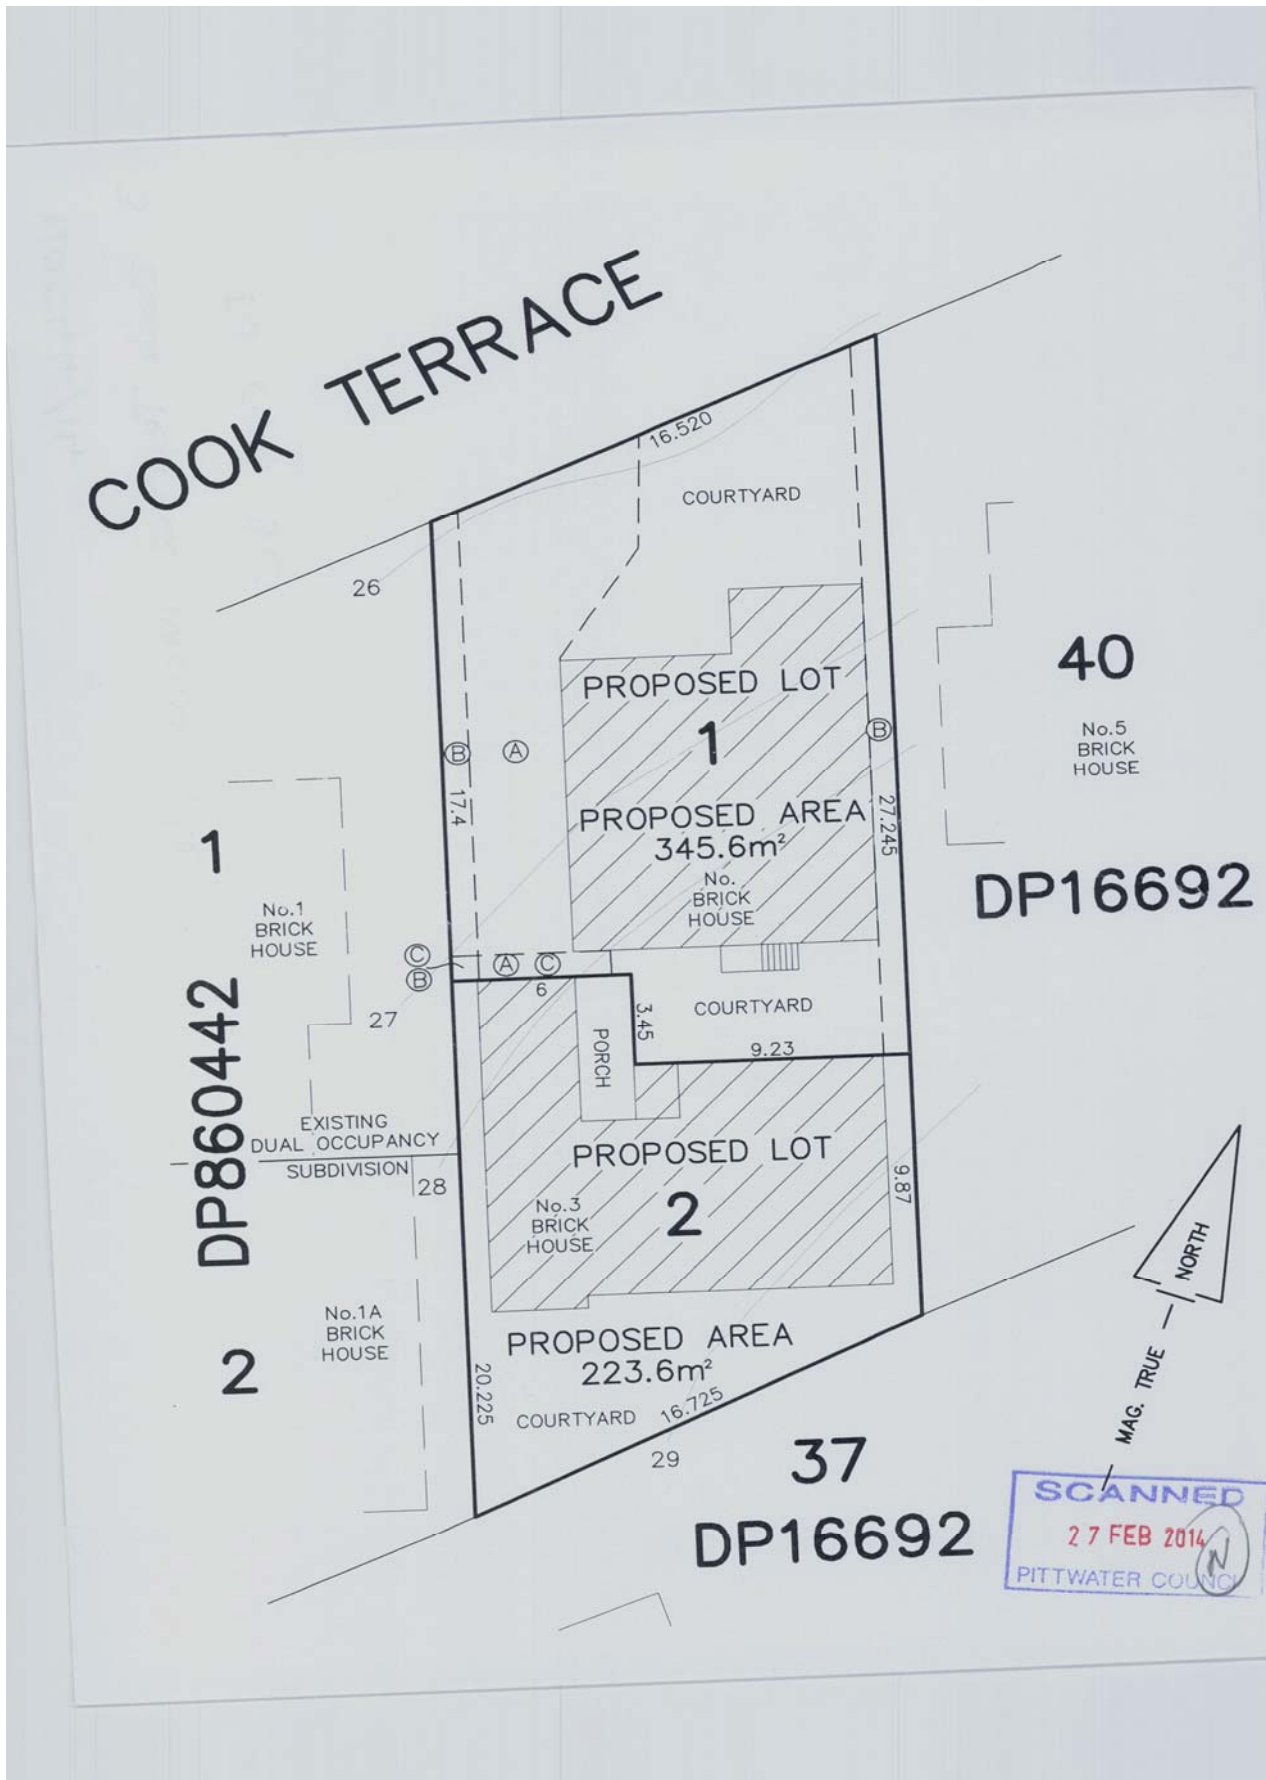 COOK TERRACE
16.520
COURTYARD
26
PROPOSED LOT
1
40
No.5
BRICK
HOUSE
B
A
B
17.4
PROPOSED AREA
345.6m²
27.245
1
No.
BRICK
HOUSE
DP16692
No.1
BRICK
HOUSE
C
B
A
C
6
COURTYARD
27
3.45
PORCH
9.23
DP860442
EXISTING
DUAL OCCUPANCY
SUBDIVISION
28
PROPOSED LOT
2
9.87
No.3
BRICK
HOUSE
NORTH
MAG. TRUE
No.1A
BRICK
HOUSE
2
PROPOSED AREA
223.6m²
20.225
COURTYARD
16.725
29
37
DP16692
SCANNED
27 FEB 2014
N
PITTWATER COUNCIL